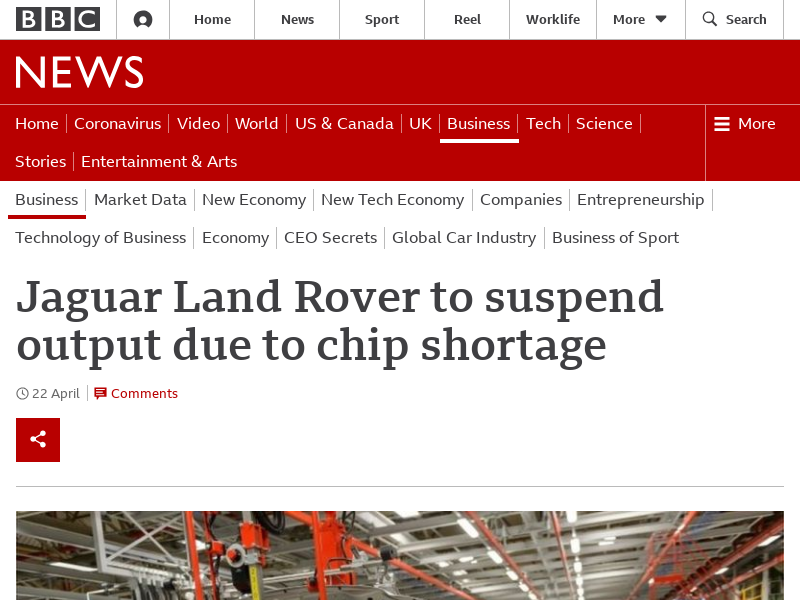 BBC Home News Sport Reel Worklife More Search
NEWS
Home Coronavirus Video World US & Canada UK Business Tech Science More
Stories Entertainment & Arts
Business Market Data New Economy New Tech Economy Companies Entrepreneurship
Technology of Business Economy CEO Secrets Global Car Industry Business of Sport
Jaguar Land Rover to suspend
output due to chip shortage
22 April Comments